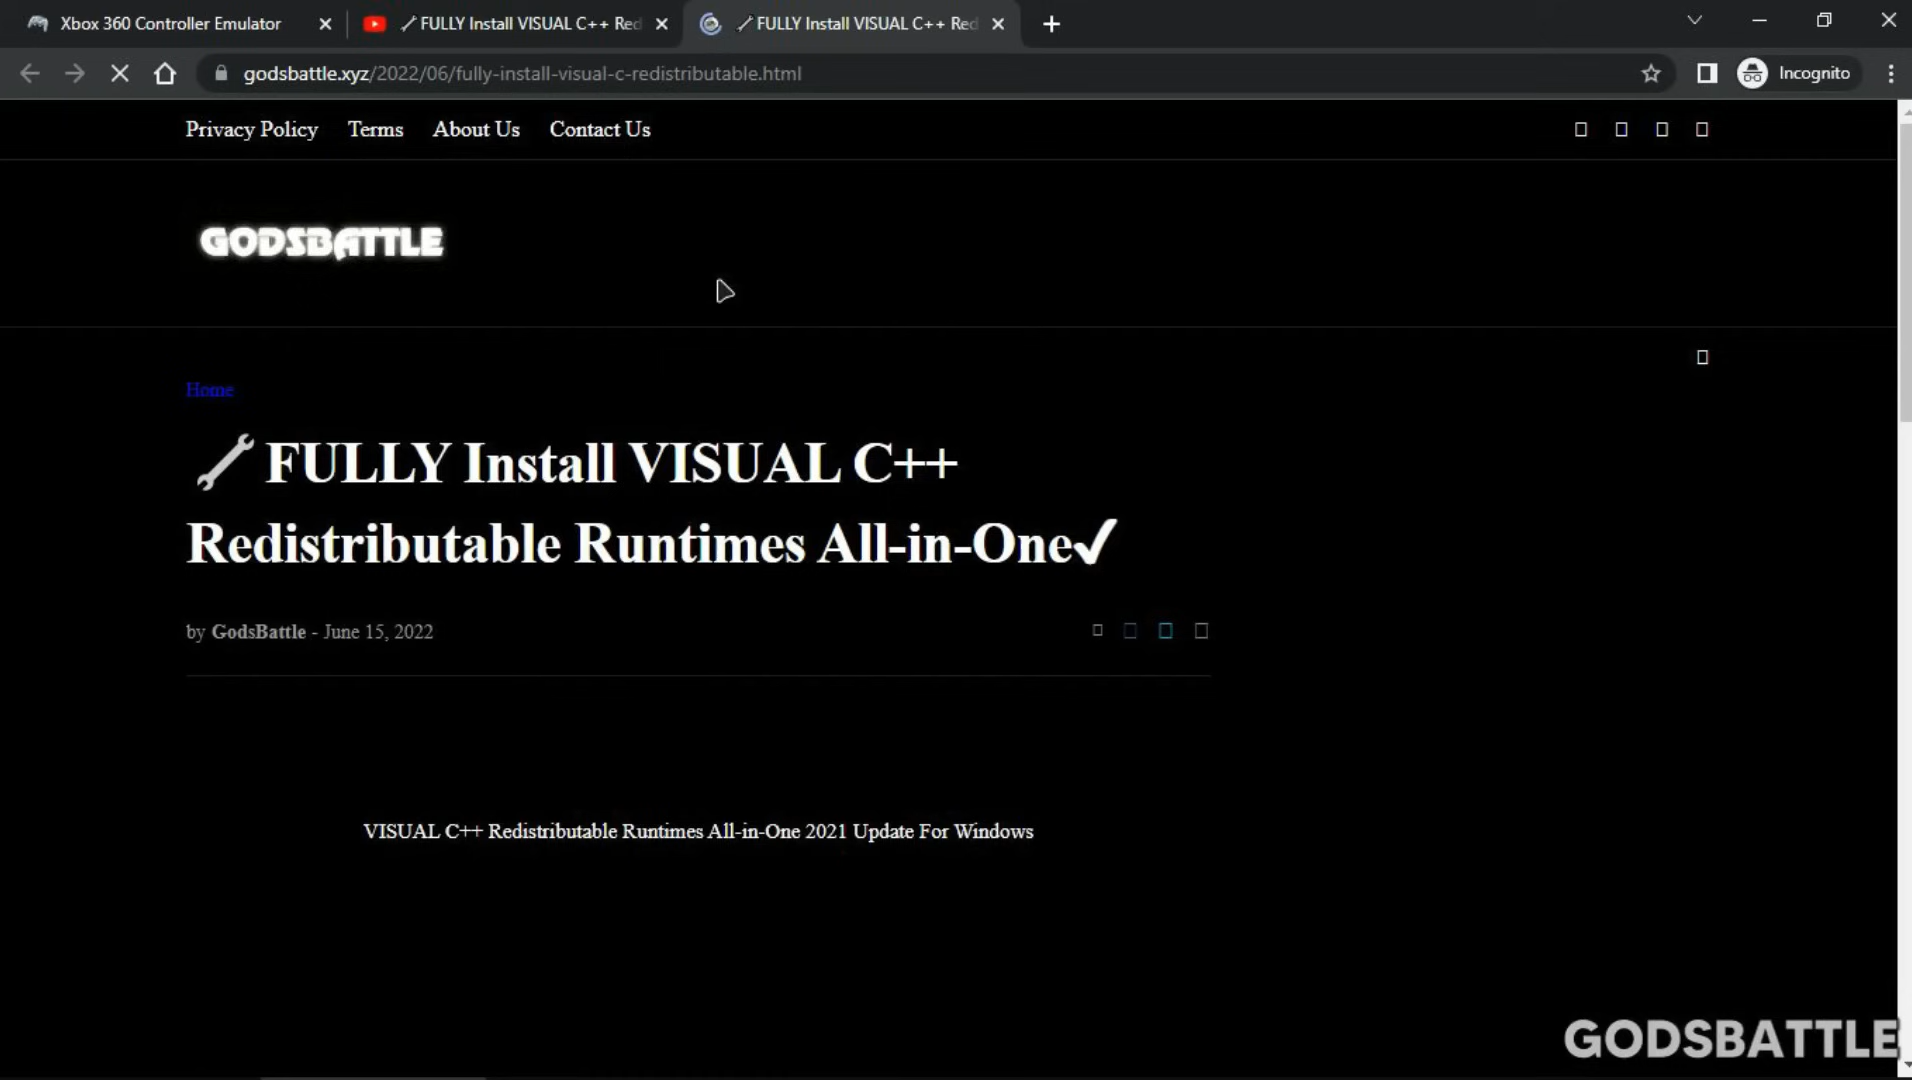 Xbox 360 Controller Emulator
FULLY Install VISUAL C++ Red
FULLY Install VISUAL C++ Red
godsbattle.xyz/2022/06/fully-install-visual-c-redistributable.html
Incognito
Privacy Policy Terms About Us Contact Us
GODSBATTLE
Home
🔧 FULLY Install VISUAL C++
Redistributable Runtimes All-in-One✔
by GodsBattle - June 15, 2022
VISUAL C++ Redistributable Runtimes All-in-One 2021 Update For Windows
GODSBATTLE